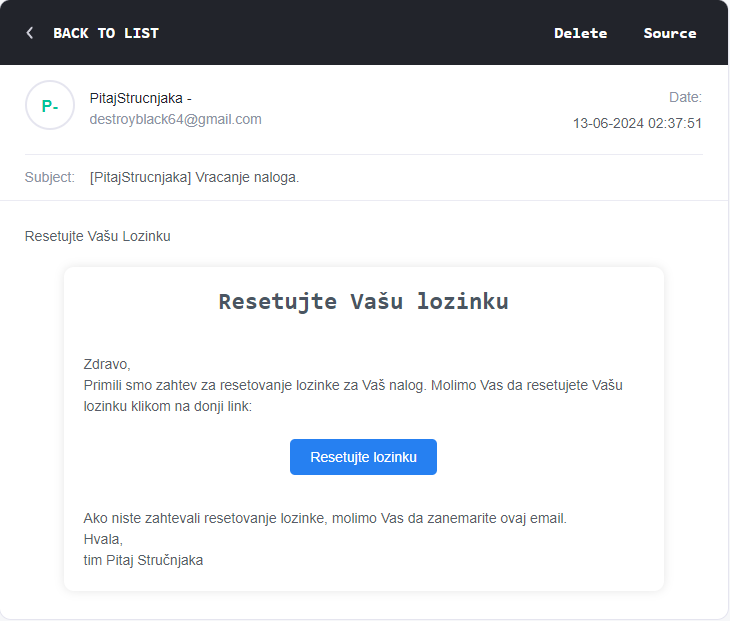 BACK TO LIST
Delete
Source
P-
PitajStrucnjaka -
destroyblack64@gmail.com
Date:
13-06-2024 02:37:51
Subject: [PitajStrucnjaka] Vracanje naloga.
Resetujte Vašu Lozinku
Resetujte Vašu lozinku
Zdravo,
Primili smo zahtev za resetovanje lozinke za Vaš nalog. Molimo Vas da resetujete Vašu
lozinku klikom na donji link:
Resetujte lozinku
Ako niste zahtevali resetovanje lozinke, molimo Vas da zanemarite ovaj email.
Hvala,
tim Pitaj Stručnjaka